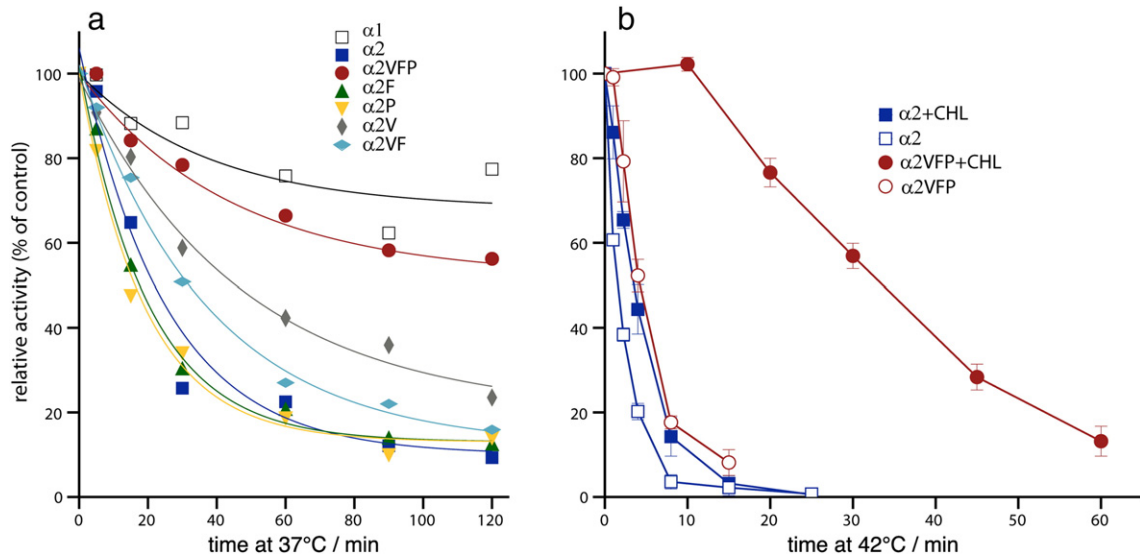 a
α1
α2
α2VFP
α2F
α2P
α2V
α2VF
relative activity (% of control)
100
80
60
40
20
0
0 20 40 60 80 100 120
time at 37°C / min
b
α2+CHL
α2
α2VFP+CHL
α2VFP
100
80
60
40
20
0
0 10 20 30 40 50 60
time at 42°C / min